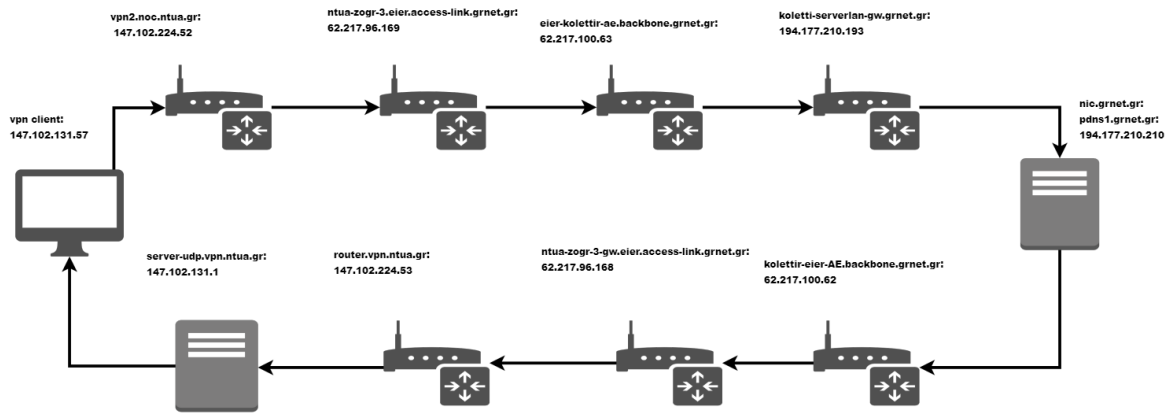 vpn2.noc.ntua.gr:
147.102.224.52
ntua-zogr-3.eier.access-link.grnet.gr:
62.217.96.169
eier-kolettir-ae.backbone.grnet.gr:
62.217.100.63
koletti-serverlan-gw.grnet.gr:
194.177.210.193
vpn client:
147.102.131.57
nic.grnet.gr:
pdns1.grnet.gr:
194.177.210.210
server-udp.vpn.ntua.gr:
147.102.131.1
router.vpn.ntua.gr:
147.102.224.53
ntua-zogr-3-gw.eier.access-link.grnet.gr:
62.217.96.168
kolettir-eier-AE.backbone.grnet.gr:
62.217.100.62